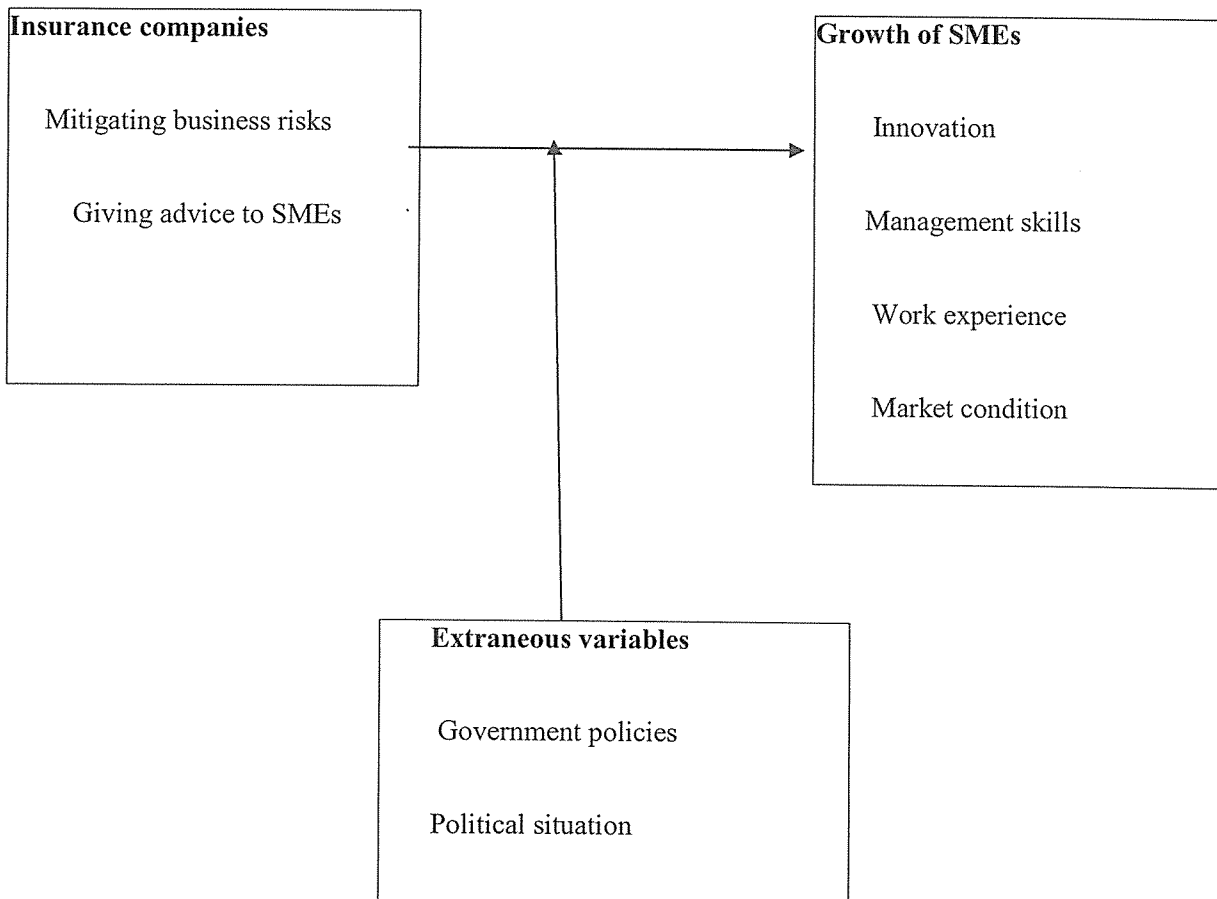 Insurance companies
Mitigating business risks
Giving advice to SMEs
Growth of SMEs
Innovation
Management skills
Work experience
Market condition
Extraneous variables
Government policies
Political situation